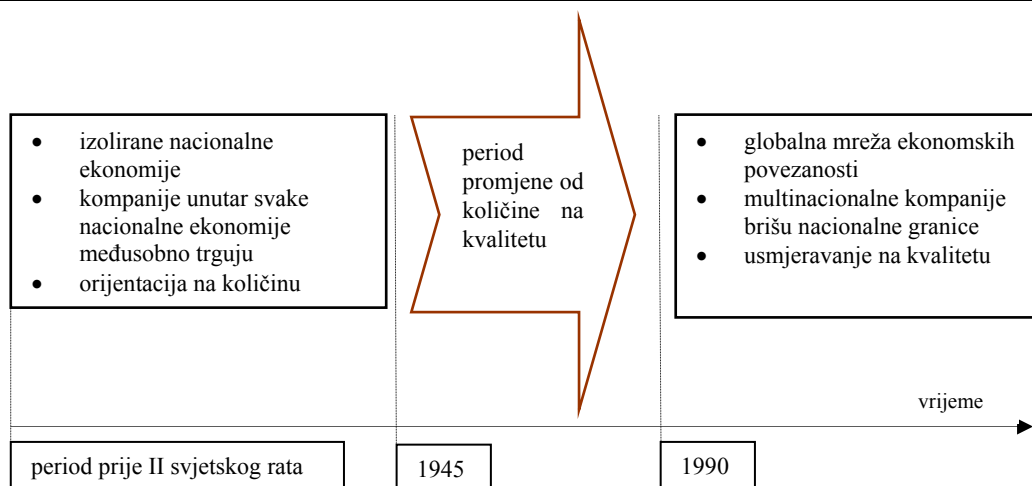 • izolirane nacionalne
ekonomije
• kompanije unutar svake
nacionalne ekonomije
međusobno trguju
• orijentacija na količinu
period
promjene od
količine na
kvalitetu
• globalna mreža ekonomskih
povezanosti
• multinacionalne kompanije
brišu nacionalne granice
• usmjeravanje na kvalitetu
vrijeme
period prije II svjetskog rata
1945
1990